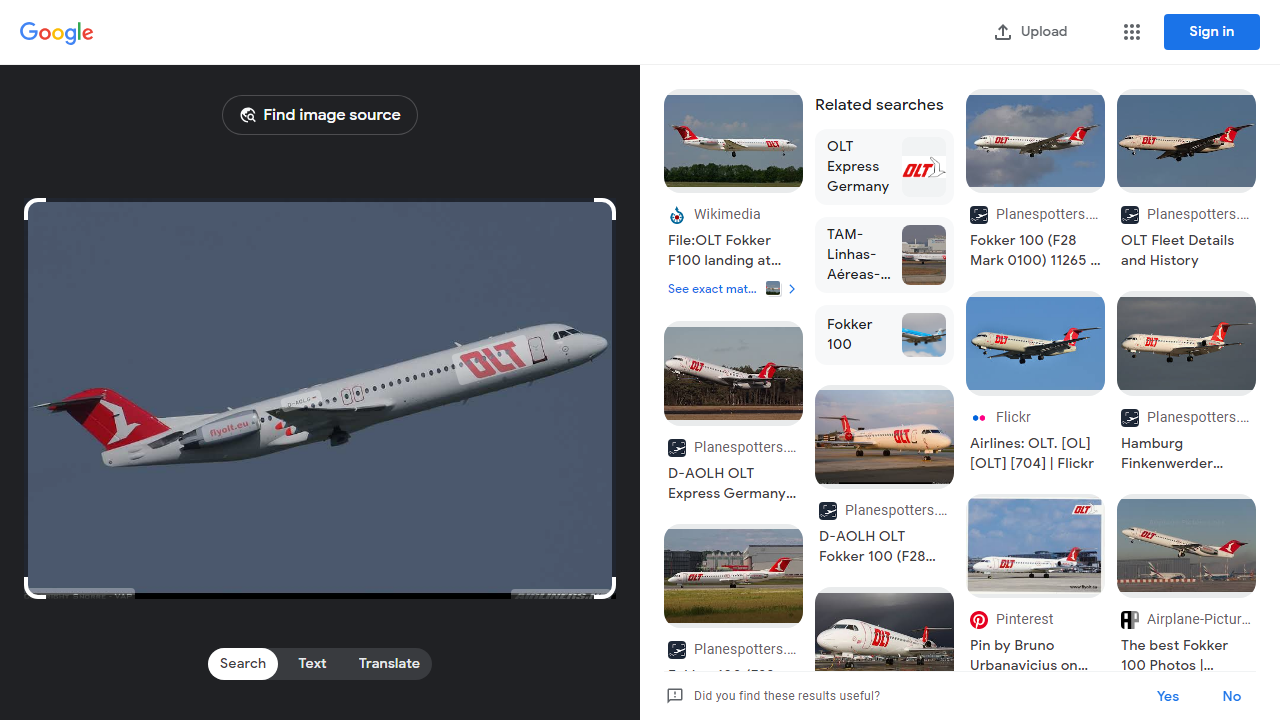 Google
Upload
Sign in
Find image source
OLT
D-AOLG
flyolt.eu
Search
Text
Translate
Wikimedia
File:OLT Fokker
F100 landing at...
See exact mat...
Planespotters....
D-AOLH OLT
Express Germany...
Planespotters....
Related searches
OLT
Express
Germany
OLT
TAM-
Linhas-
Aéreas-...
Fokker
100
Planespotters....
D-AOLH OLT
Fokker 100 (F28...
OLT
Planespotters....
Fokker 100 (F28
Mark 0100) 11265 ...
Flickr
Airlines: OLT. [OL]
[OLT] [704] | Flickr
OLT
Pinterest
Pin by Bruno
Urbanavicius on...
Planespotters....
OLT Fleet Details
and History
Planespotters....
Hamburg
Finkenwerder...
Airplane-Pictur...
The best Fokker
100 Photos |...
Did you find these results useful?
Yes
No